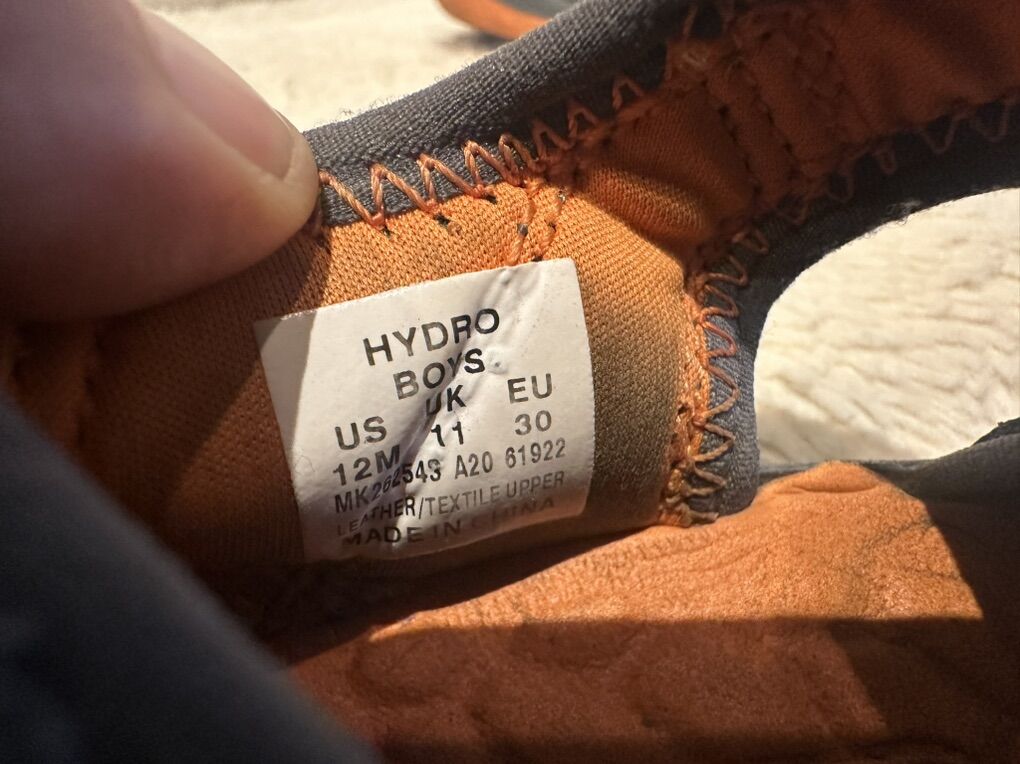 HYDRO
BOYS
US UK EU
12M 11 30
MK262543 A20 61922
LEATHER/TEXTILE UPPER
MADE IN CHINA